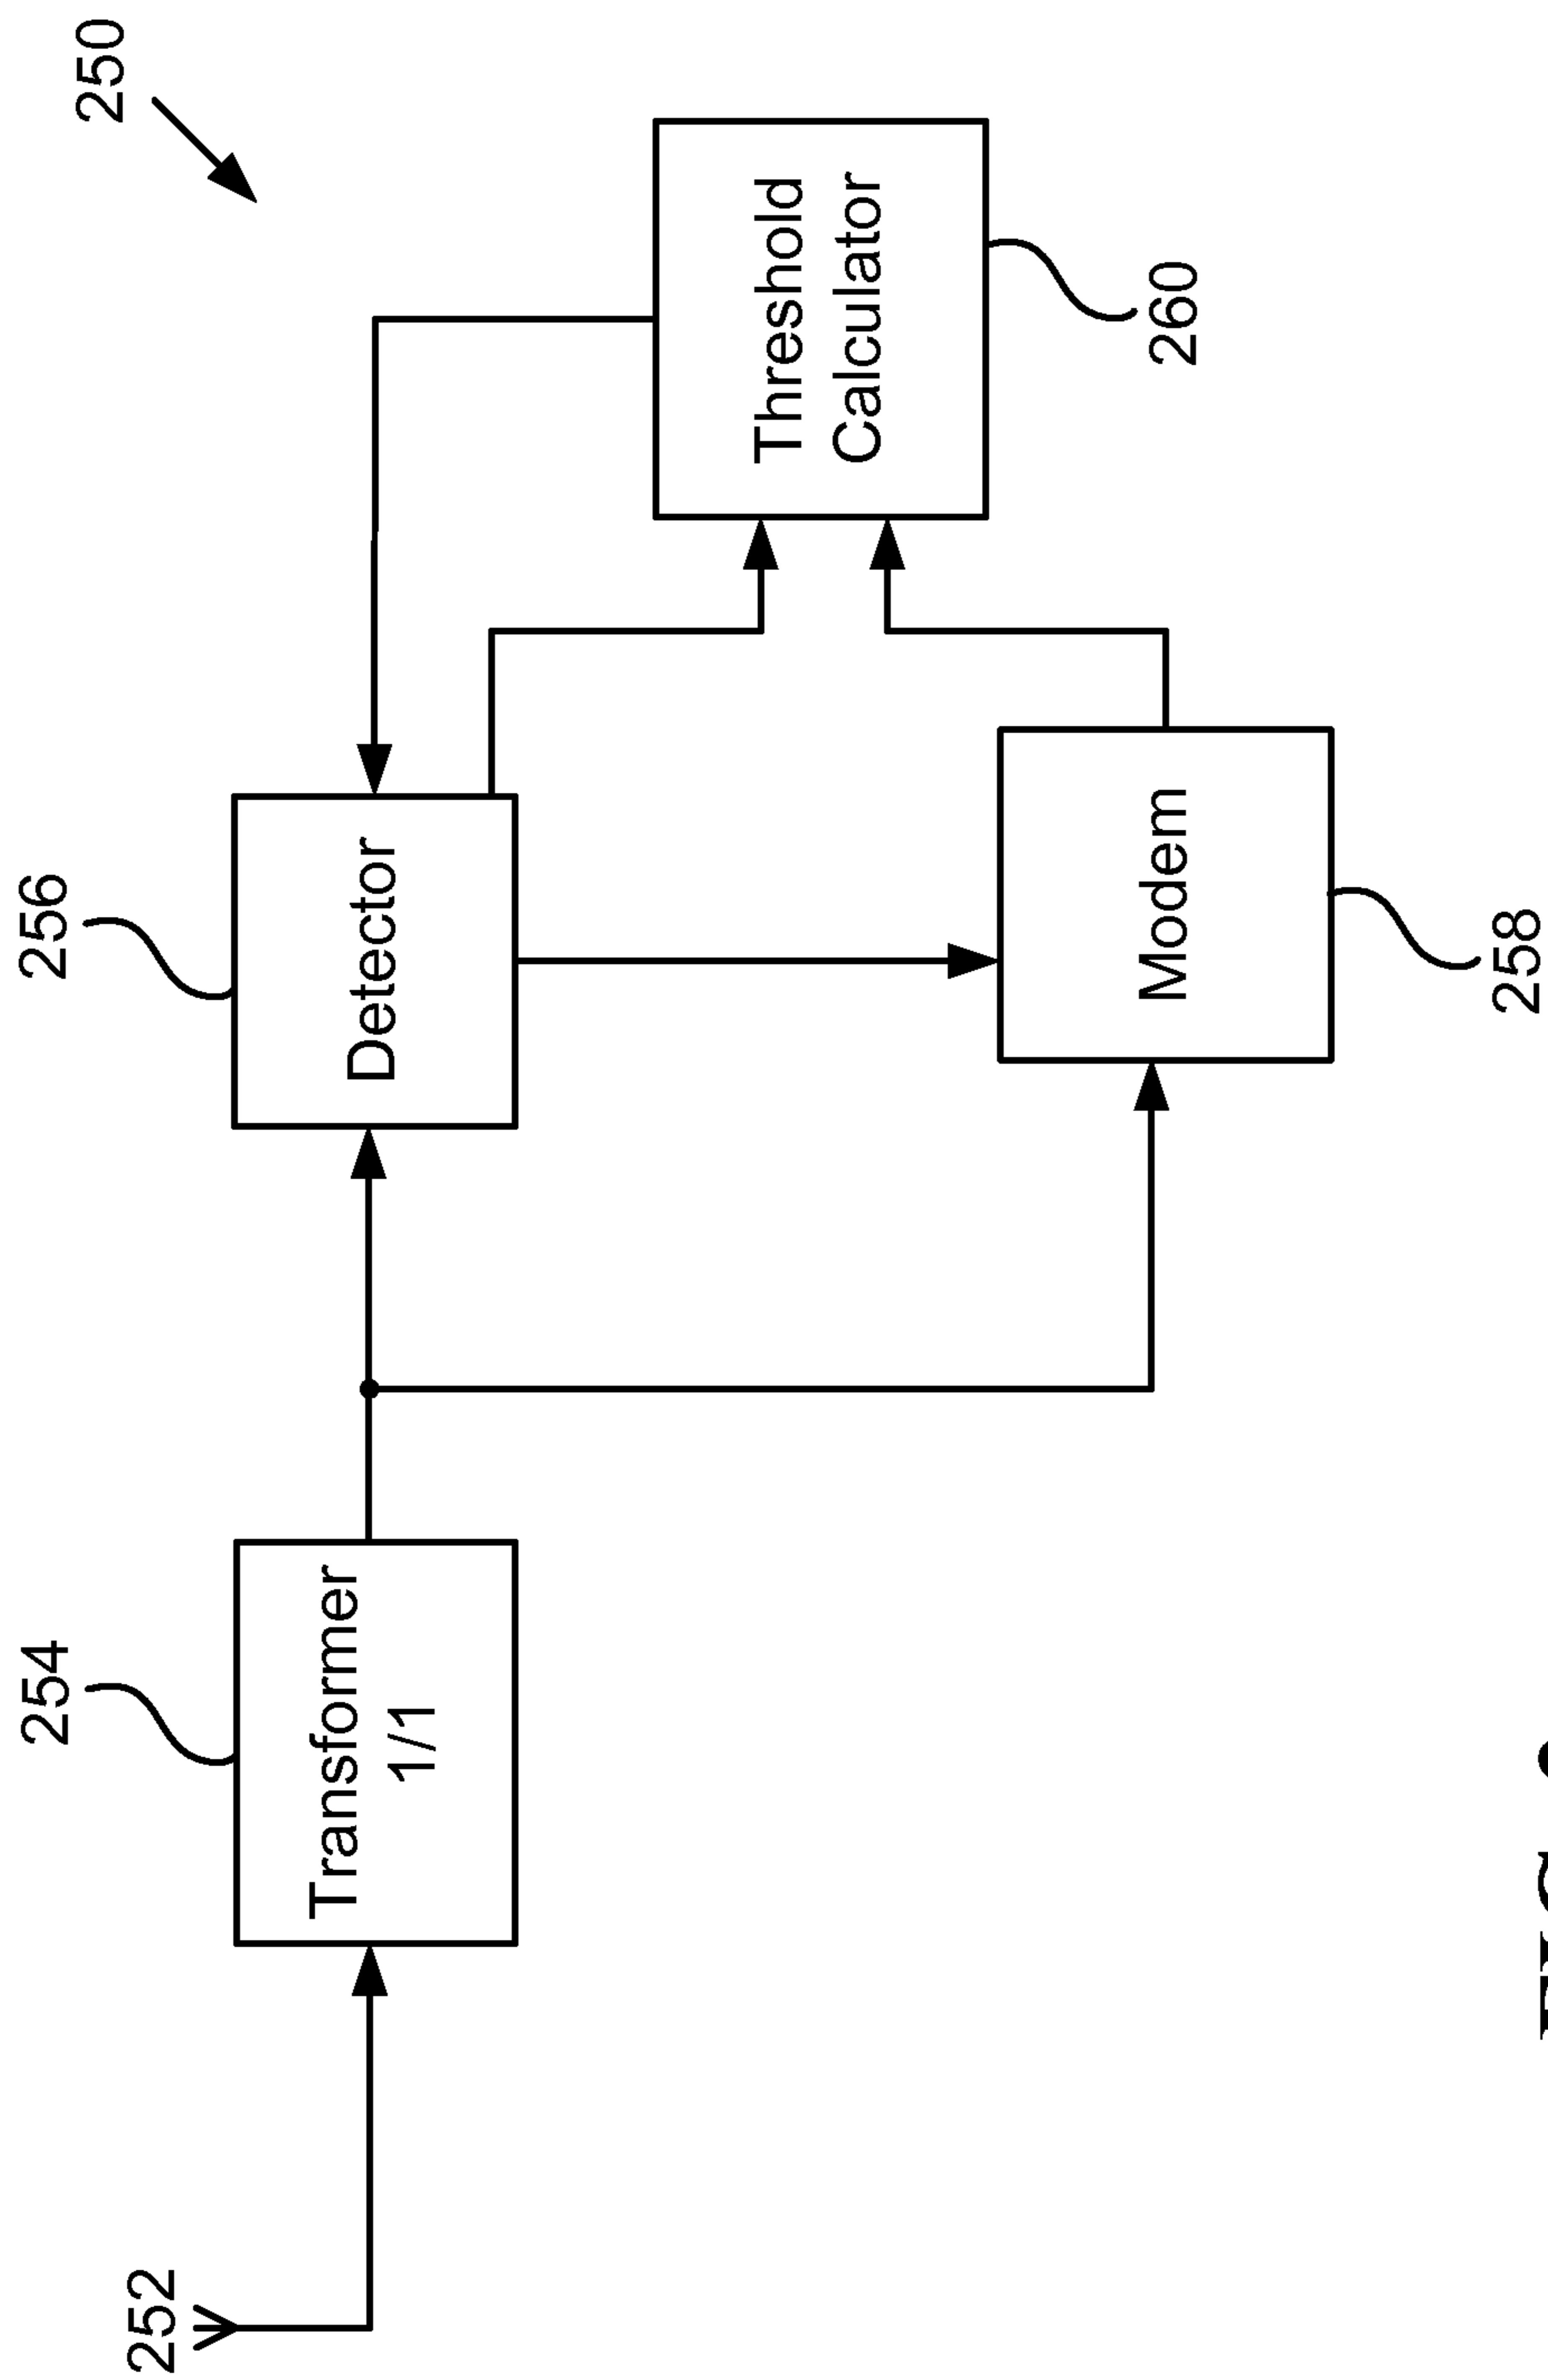 250
256
254
252
Detector
Transformer
1/1
Threshold
Calculator
260
Modem
258